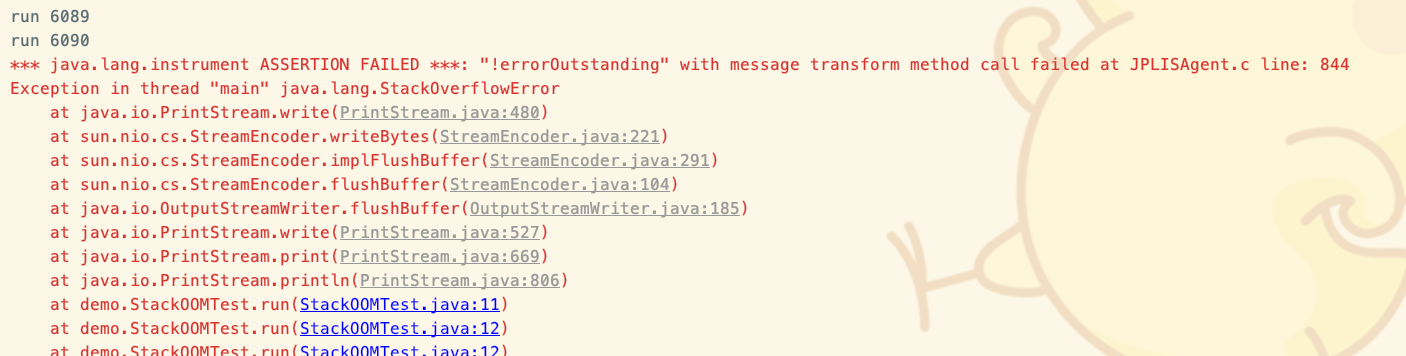 run 6089
run 6090
*** java.lang.instrument ASSERTION FAILED ***: "!errorOutstanding" with message transform method call failed at JPLISAgent.c line: 844
Exception in thread "main" java.lang.StackOverflowError
    at java.io.PrintStream.write(PrintStream.java:480)
    at sun.nio.cs.StreamEncoder.writeBytes(StreamEncoder.java:221)
    at sun.nio.cs.StreamEncoder.implFlushBuffer(StreamEncoder.java:291)
    at sun.nio.cs.StreamEncoder.flushBuffer(StreamEncoder.java:104)
    at java.io.OutputStreamWriter.flushBuffer(OutputStreamWriter.java:185)
    at java.io.PrintStream.write(PrintStream.java:527)
    at java.io.PrintStream.print(PrintStream.java:669)
    at java.io.PrintStream.println(PrintStream.java:806)
    at demo.StackOOMTest.run(StackOOMTest.java:11)
    at demo.StackOOMTest.run(StackOOMTest.java:12)
    at demo.StackOOMTest.run(StackOOMTest.java:12)